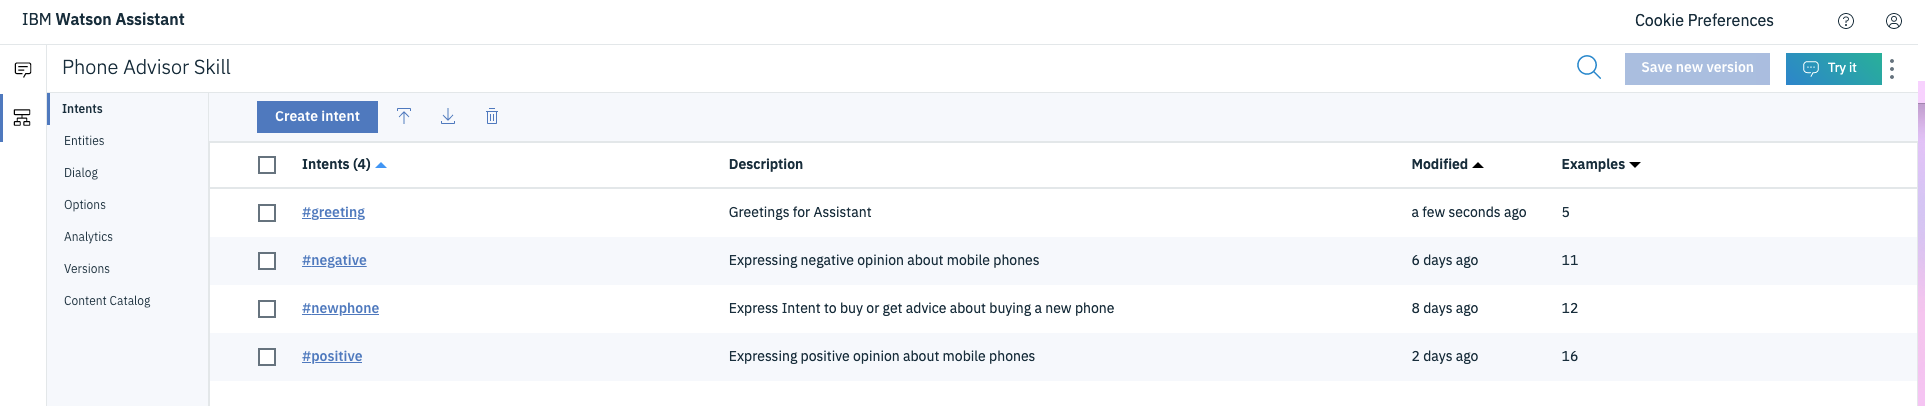 IBM Watson Assistant
Cookie Preferences
Phone Advisor Skill
Save new version
Try it
Intents
Entities
Dialog
Options
Analytics
Versions
Content Catalog
Create intent
Intents (4) Description Modified Examples
#greeting Greetings for Assistant a few seconds ago 5
#negative Expressing negative opinion about mobile phones 6 days ago 11
#newphone Express Intent to buy or get advice about buying a new phone 8 days ago 12
#positive Expressing positive opinion about mobile phones 2 days ago 16